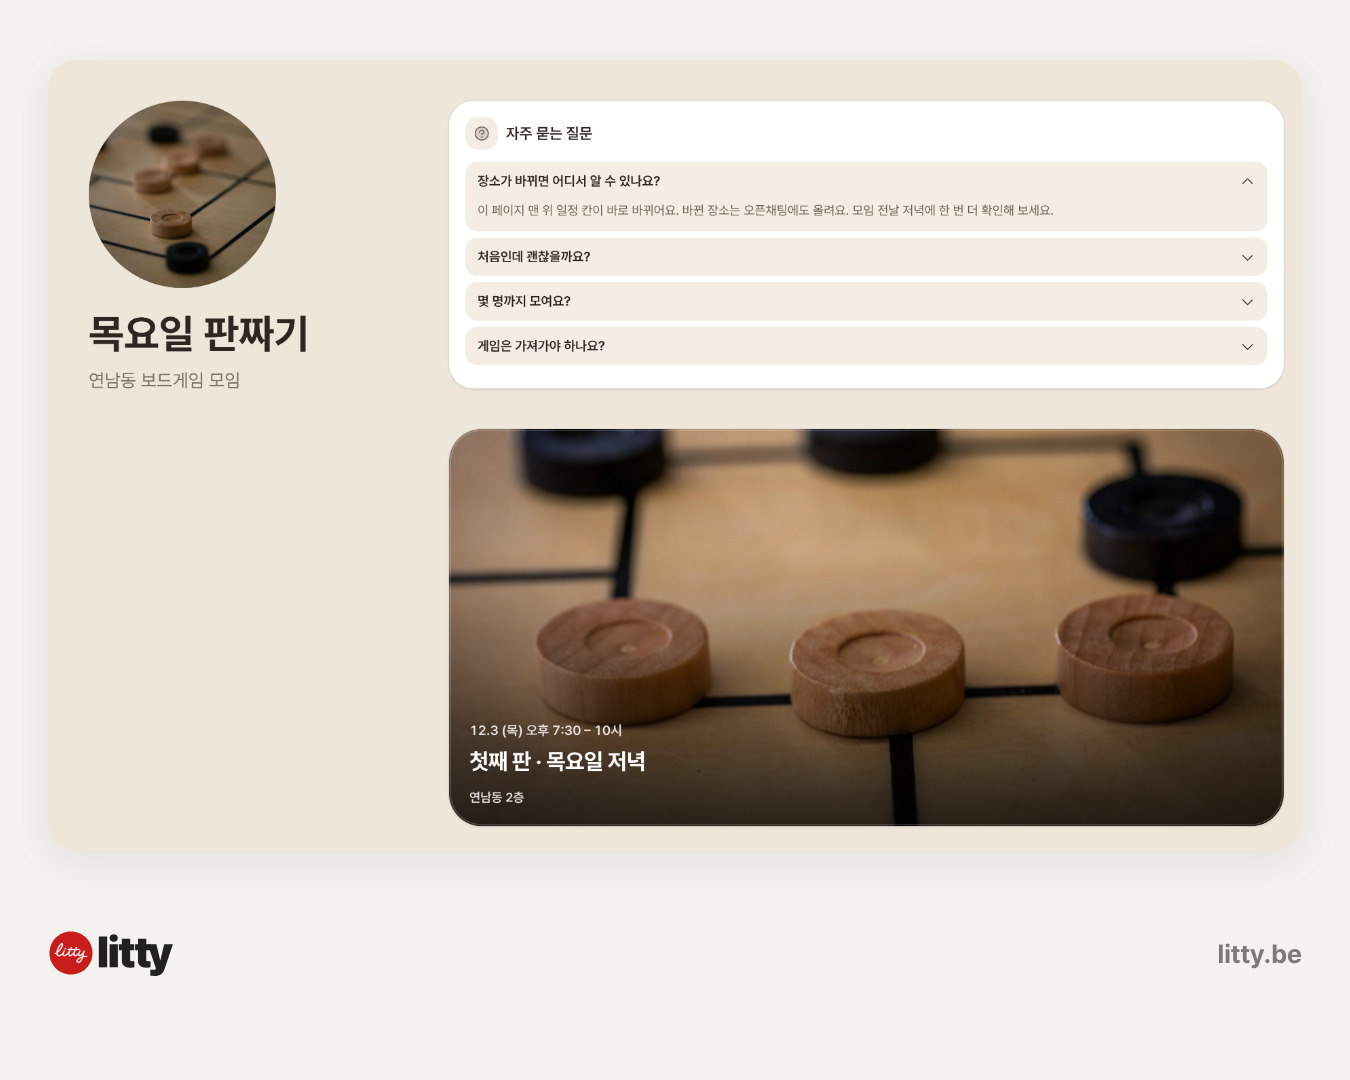 목요일 판짜기
연남동 보드게임 모임
자주 묻는 질문
장소가 바뀌면 어디서 알 수 있나요?
이 페이지 맨 위 일정 칸이 바로 바뀌어요. 바뀐 장소는 오픈채팅에도 올려요. 모임 전날 저녁에 한 번 더 확인해 보세요.
처음인데 괜찮을까요?
몇 명까지 모여요?
게임은 가져가야 하나요?
12.3 (목) 오후 7:30 – 10시
첫째 판 · 목요일 저녁
연남동 2층
litty litty
litty.be